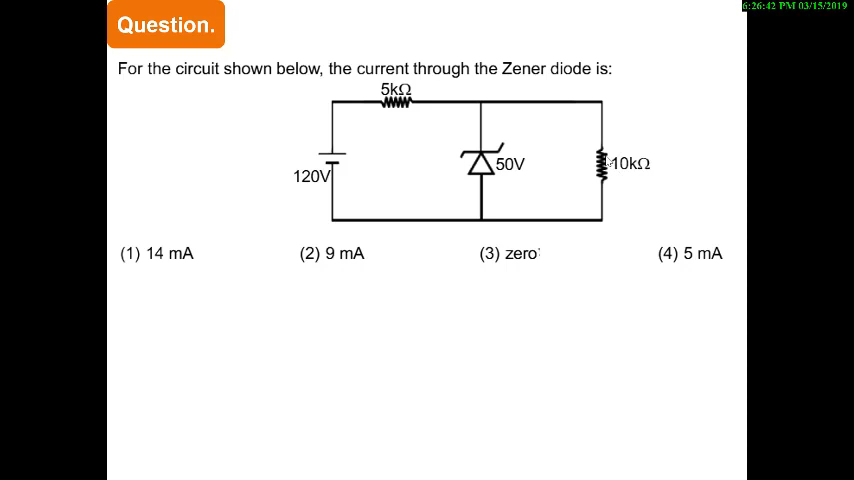 6:26:42 PM 03/15/2019
Question.
For the circuit shown below, the current through the Zener diode is:
5kΩ
120V
50V
10kΩ
(1) 14 mA
(2) 9 mA
(3) zero
(4) 5 mA